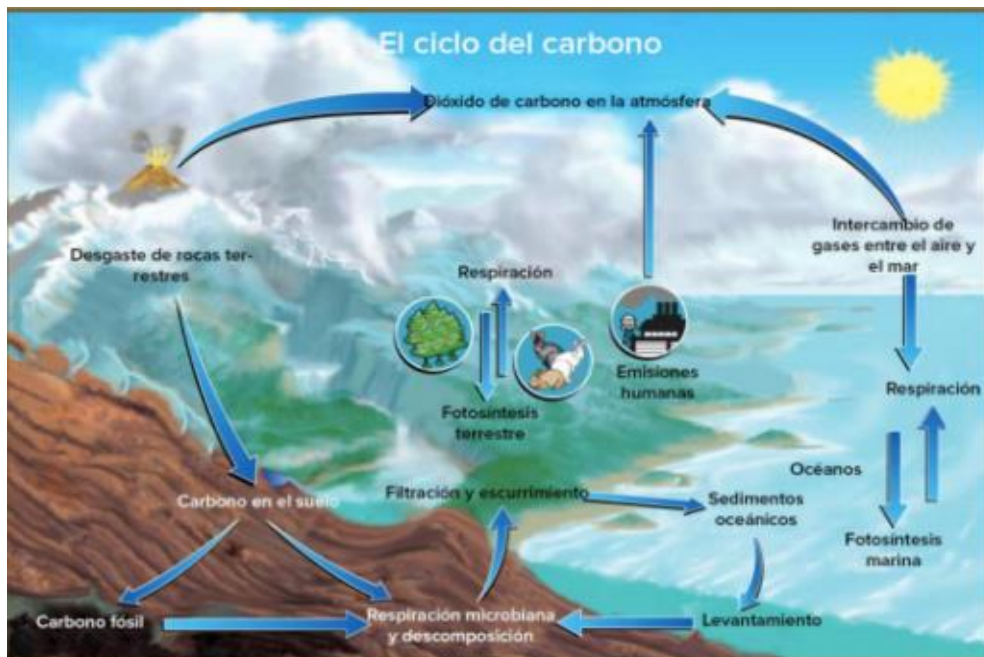 El ciclo del carbono
Dióxido de carbono en la atmósfera
Intercambio de
gases entre el aire y
el mar
Desgaste de rocas ter-
restres
Respiración
Emisiones
humanas
Respiración
Fotosíntesis
terrestre
Océanos
Carbono en el suelo
Filtración y escurrimiento
Sedimentos
oceánicos
Fotosíntesis
marina
Carbono fósil
Respiración microbiana
y descomposición
Levantamiento